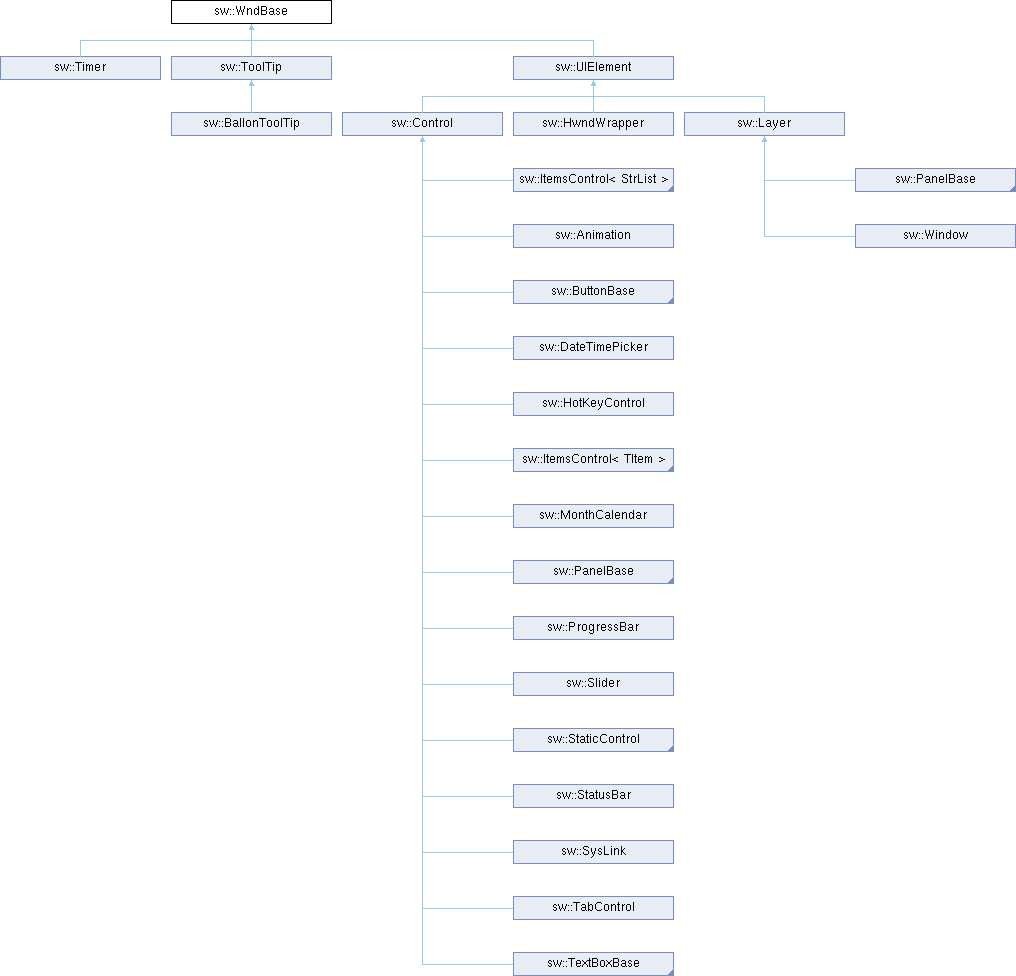 sw::WndBase
sw::Timer
sw::ToolTip
sw::UIElement
sw::BallonToolTip
sw::Control
sw::HwndWrapper
sw::Layer
sw::ItemsControl< StrList >
sw::PanelBase
sw::Animation
sw::Window
sw::ButtonBase
sw::DateTimePicker
sw::HotKeyControl
sw::ItemsControl< TItem >
sw::MonthCalendar
sw::PanelBase
sw::ProgressBar
sw::Slider
sw::StaticControl
sw::StatusBar
sw::SysLink
sw::TabControl
sw::TextBoxBase